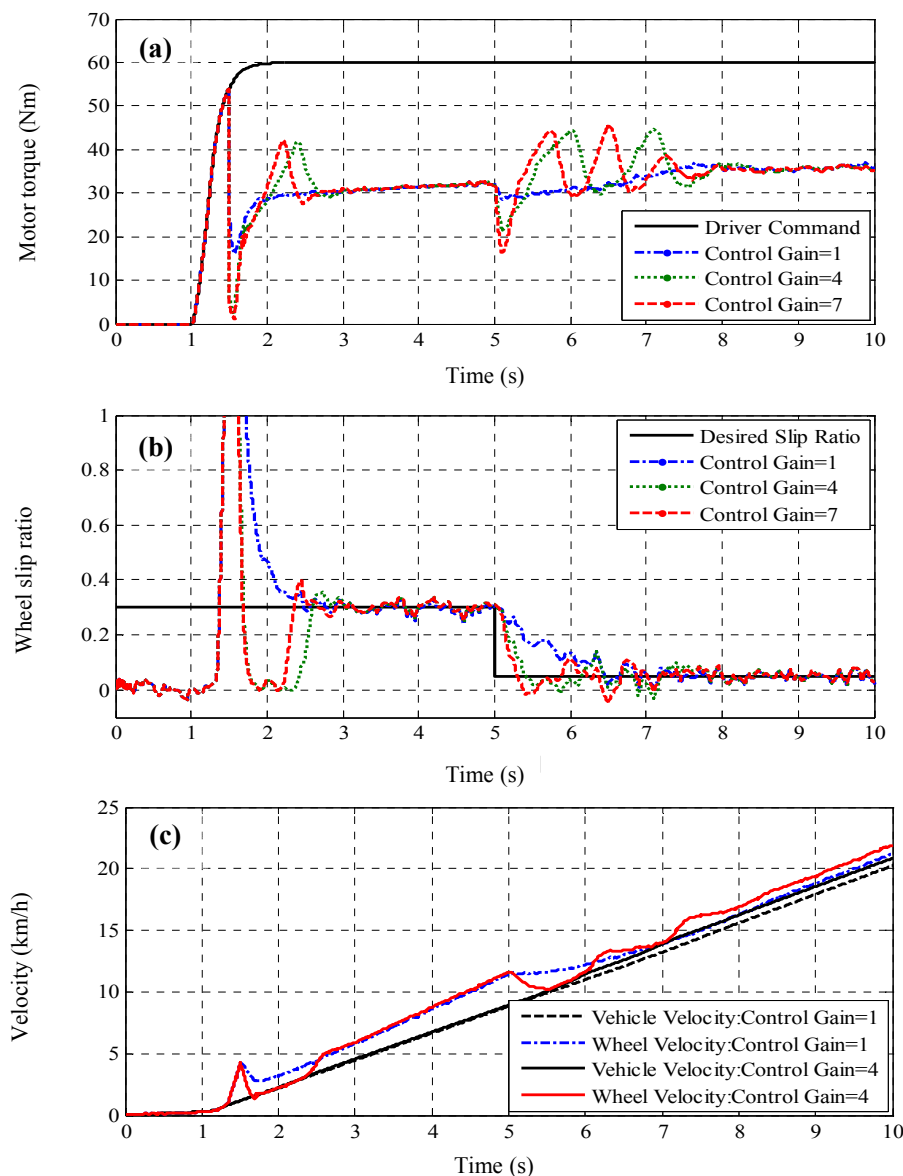 (a)
Motor torque (Nm)
70
60
50
40
30
20
10
0
Driver Command
Control Gain=1
Control Gain=4
Control Gain=7
0 1 2 3 4 5 6 7 8 9 10
Time (s)
(b)
Wheel slip ratio
1
0.8
0.6
0.4
0.2
0
Desired Slip Ratio
Control Gain=1
Control Gain=4
Control Gain=7
0 1 2 3 4 5 6 7 8 9 10
Time (s)
(c)
Velocity (km/h)
25
20
15
10
5
0
Vehicle Velocity:Control Gain=1
Wheel Velocity:Control Gain=1
Vehicle Velocity:Control Gain=4
Wheel Velocity:Control Gain=4
0 1 2 3 4 5 6 7 8 9 10
Time (s)